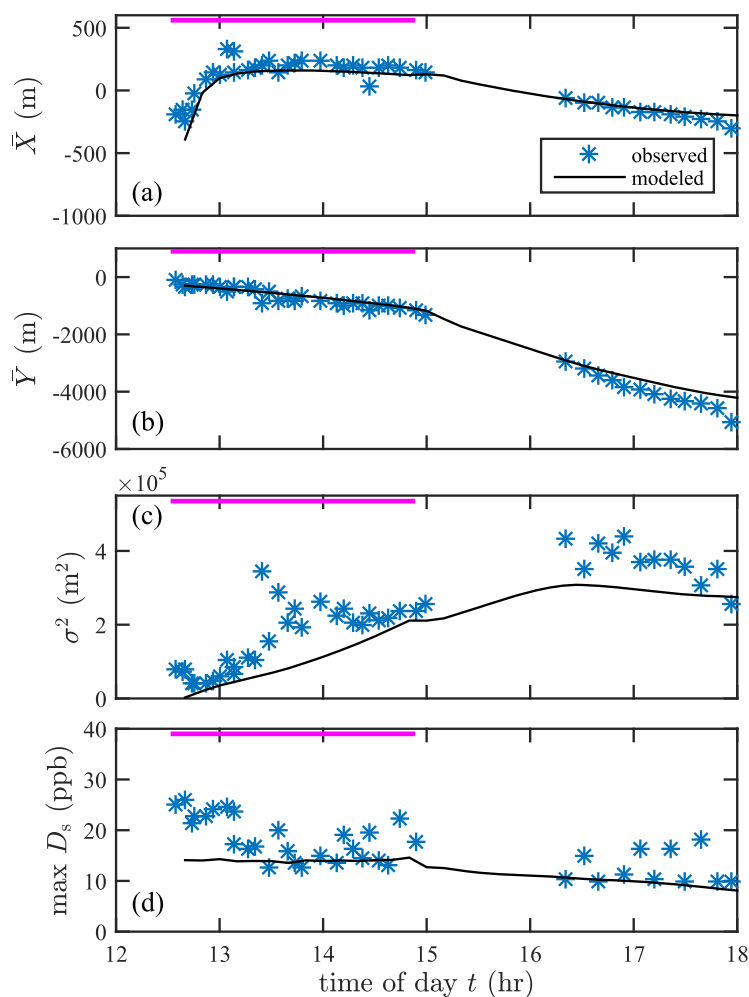 500
0
-500
-1000
X̄ (m)
(a)
observed
modeled
0
-2000
-4000
-6000
Ȳ (m)
(b)
×10⁵
(c)
4
2
0
σ² (m²)
40
30
20
10
0
max Dₛ (ppb)
(d)
12 13 14 15 16 17 18
time of day t (hr)